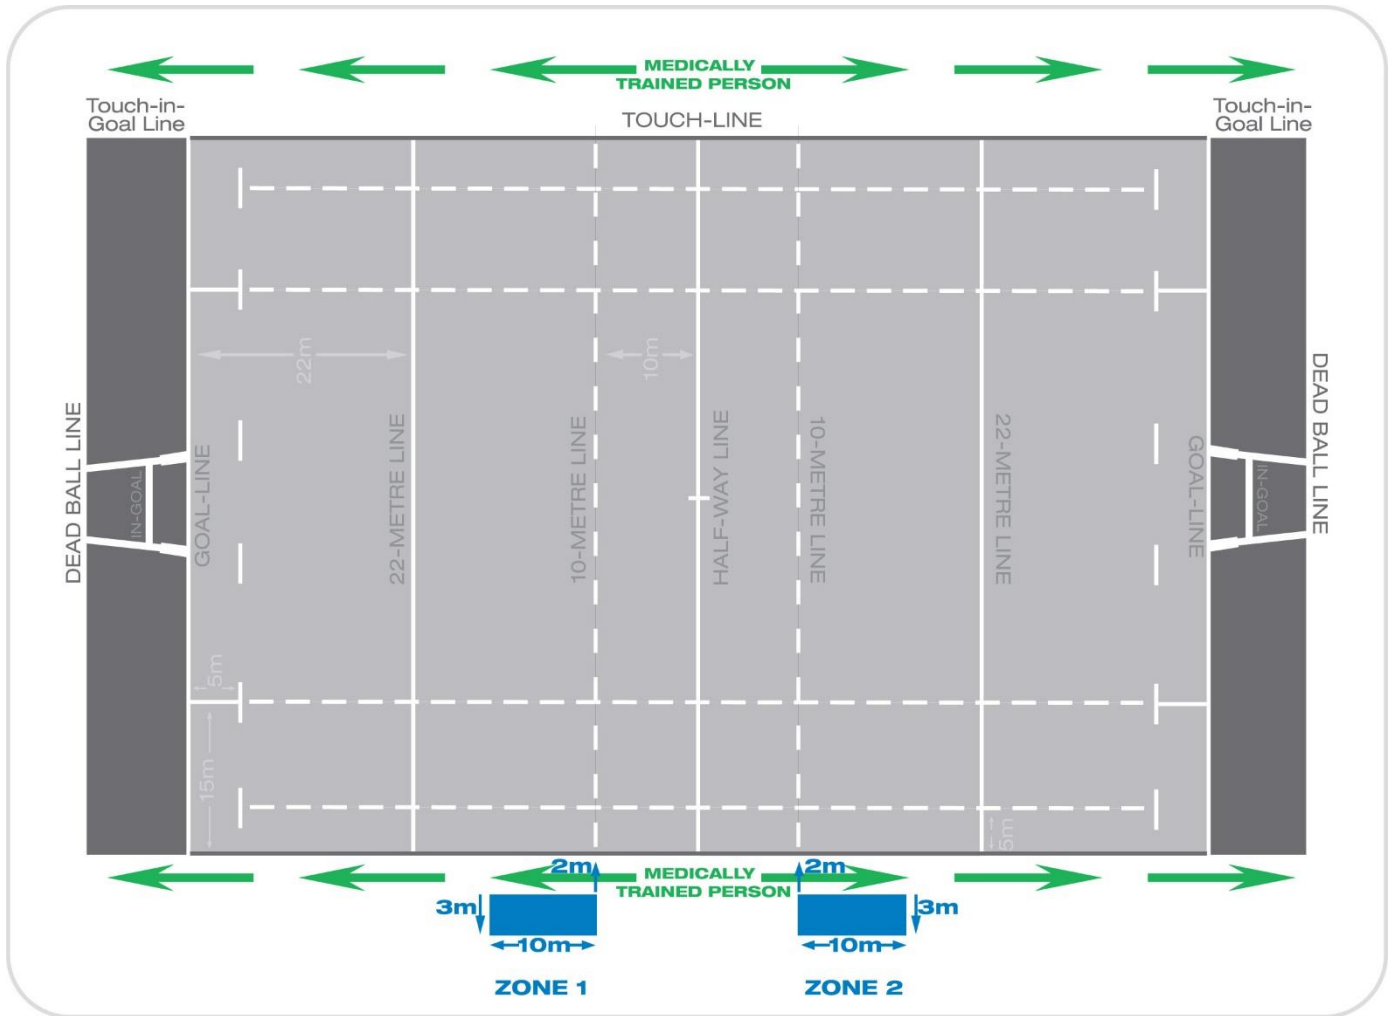 MEDICALLY
TRAINED PERSON
Touch-in-
Goal Line
TOUCH-LINE
Touch-in-
Goal Line
22m
10m
DEAD BALL LINE
IN-GOAL
GOAL-LINE
22-METRE LINE
10-METRE LINE
HALF-WAY LINE
10-METRE LINE
22-METRE LINE
GOAL-LINE
IN-GOAL
DEAD BALL LINE
5m
15m
5m
2m
MEDICALLY
TRAINED PERSON
2m
3m
10m
10m
3m
ZONE 1
ZONE 2